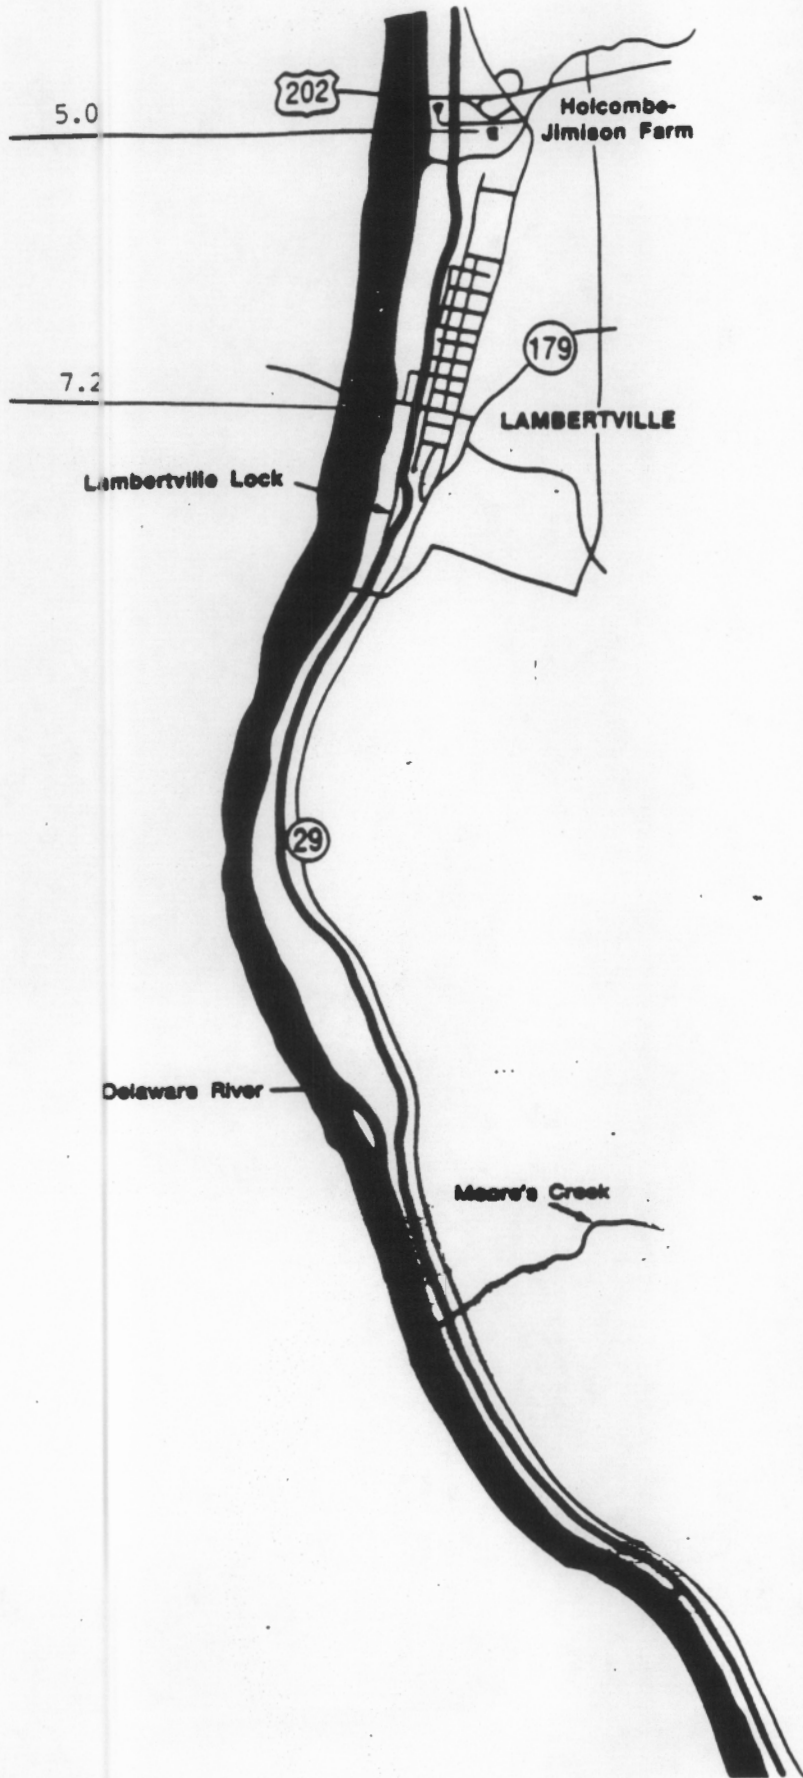 202
5.0
Holcombe-
Jimison Farm
179
7.2
LAMBERTVILLE
Lambertville Lock
29
Delaware River
Moore's Creek